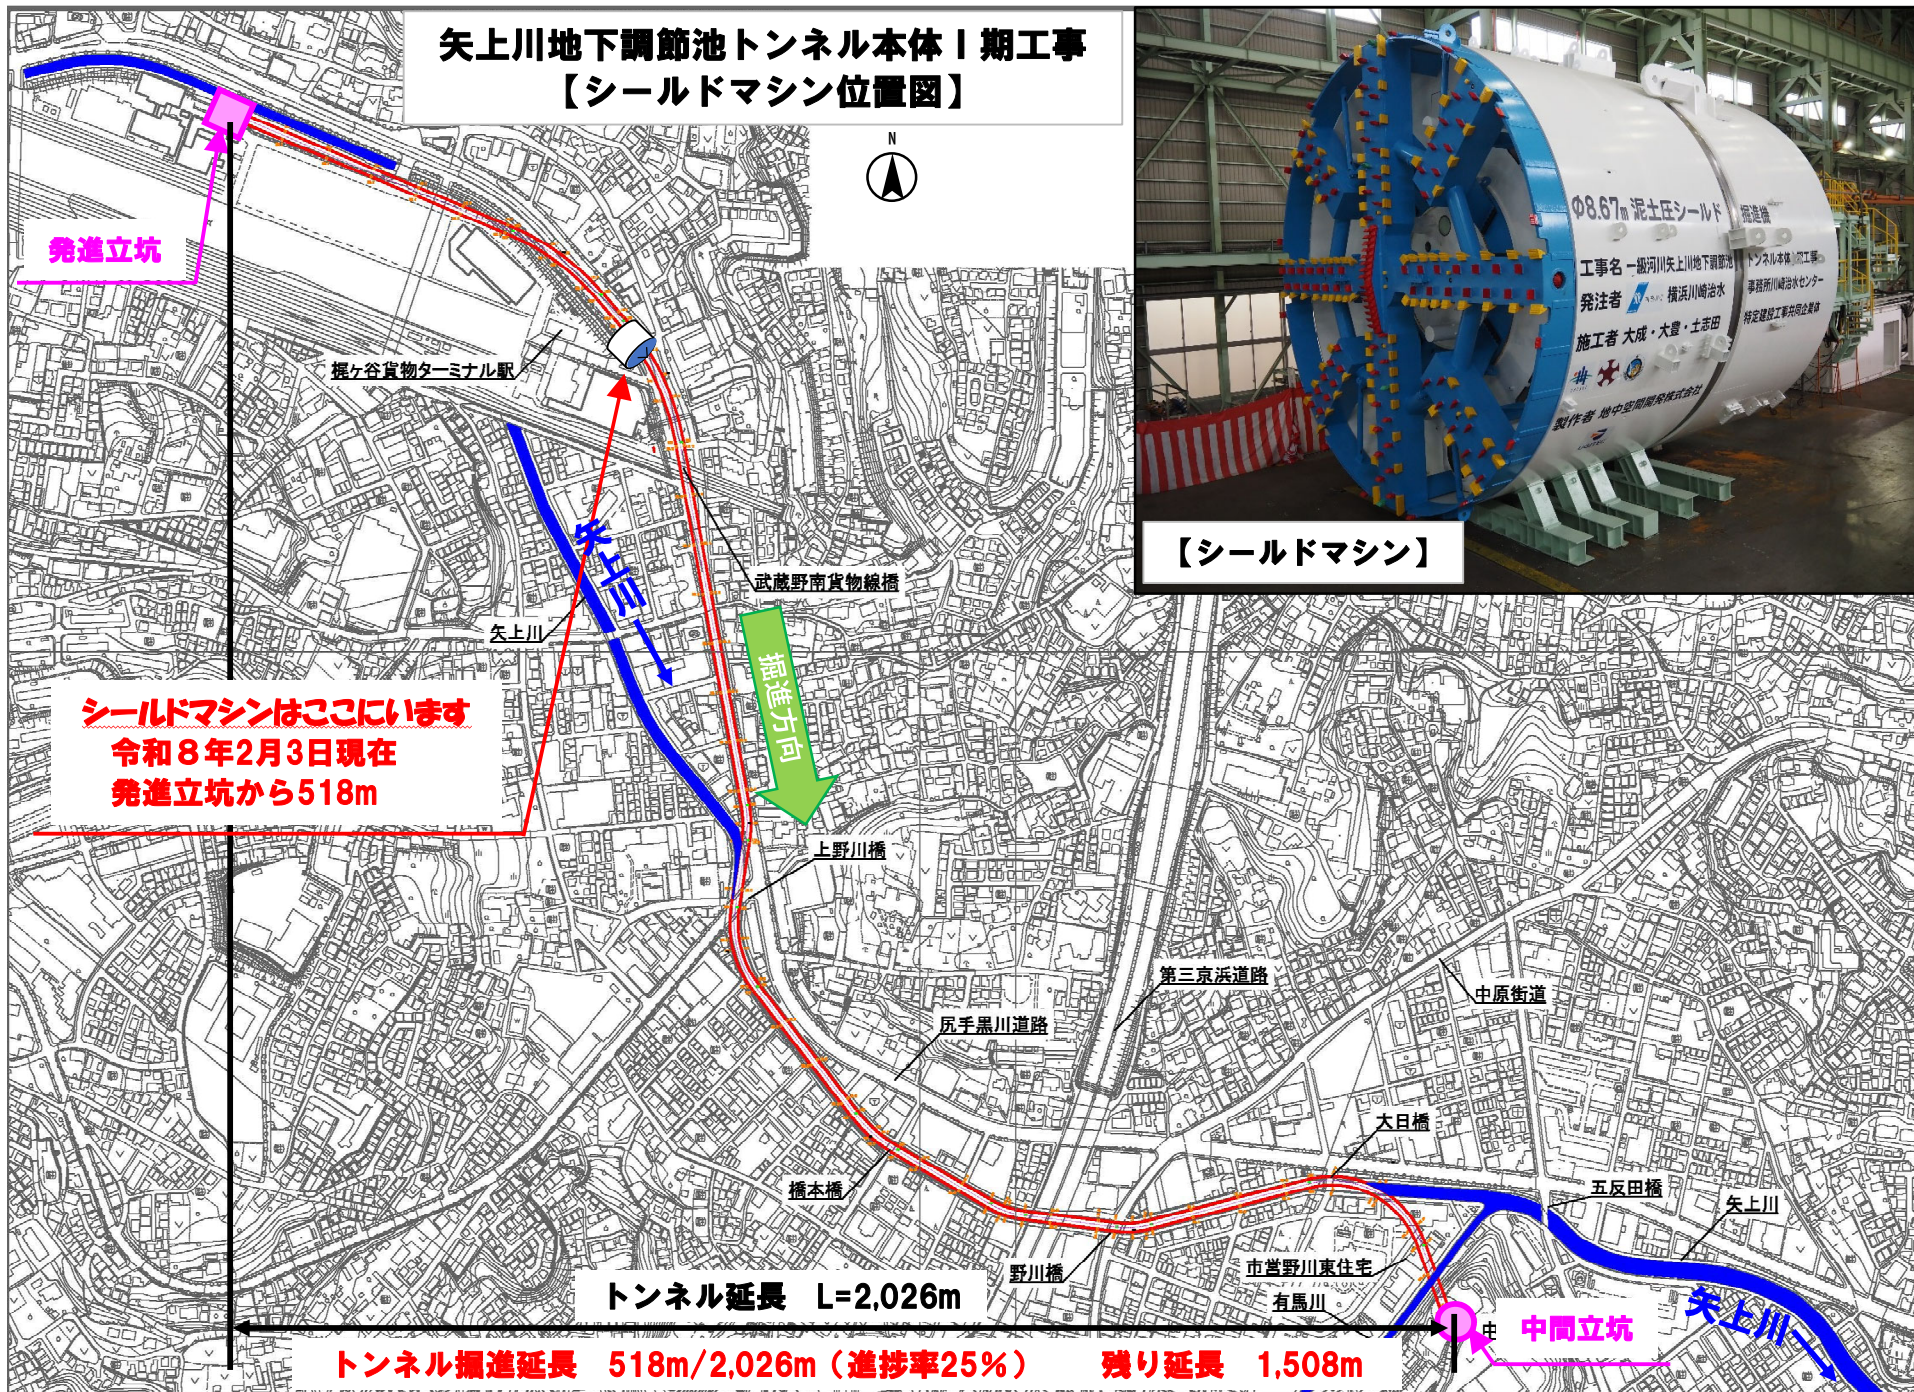 矢上川地下調節池トンネル本体Ⅰ期工事
【シールドマシン位置図】
N
発進立坑
梶ヶ谷貨物ターミナル駅
Φ8.67m 泥土圧シールド 掘進機
工事名 一級河川矢上川地下調節池 トンネル本体Ⅰ期工事
発注者 横浜川崎治水 事務所川崎治水センター
施工者 大成・大豊・土志田 特定建設工事共同企業体
製作者 地中空間開発株式会社
【シールドマシン】
矢上川
武蔵野南貨物線橋
矢上川
掘進方向
シールドマシンはここにいます
令和８年2月3日現在
発進立坑から518m
上野川橋
第三京浜道路
中原街道
尻手黒川道路
大日橋
橋本橋
五反田橋
矢上川
野川橋
市営野川東住宅
有馬川
トンネル延長 L=2,026m
矢上川
中間立坑
トンネル掘進延長 518m/2,026m（進捗率25%） 残り延長 1,508m